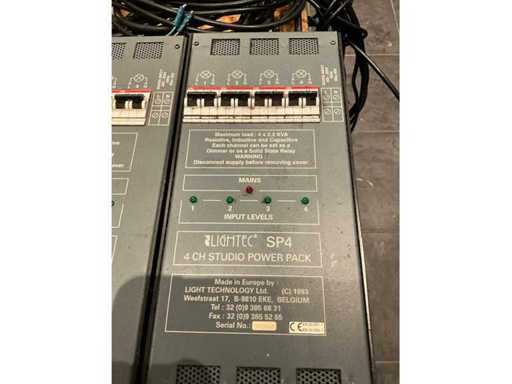 Maximum load : 4 x 2.2 KVA
Resistive, Inductive and Capacitive
Each channel can be set as a
Dimmer or as a Solid State Relay
WARNING
Disconnect supply before removing cover
MAINS
1 2 3 4
INPUT LEVELS
LIGHTEC® SP4
4 CH STUDIO POWER PACK
Made in Europe by :
LIGHT TECHNOLOGY Ltd. (C) 1993
Weefstraat 17, B-9810 EKE, BELGIUM
Tel : 32 (0)9 385 68 31
Fax : 32 (0)9 385 52 65
Serial No:
CE